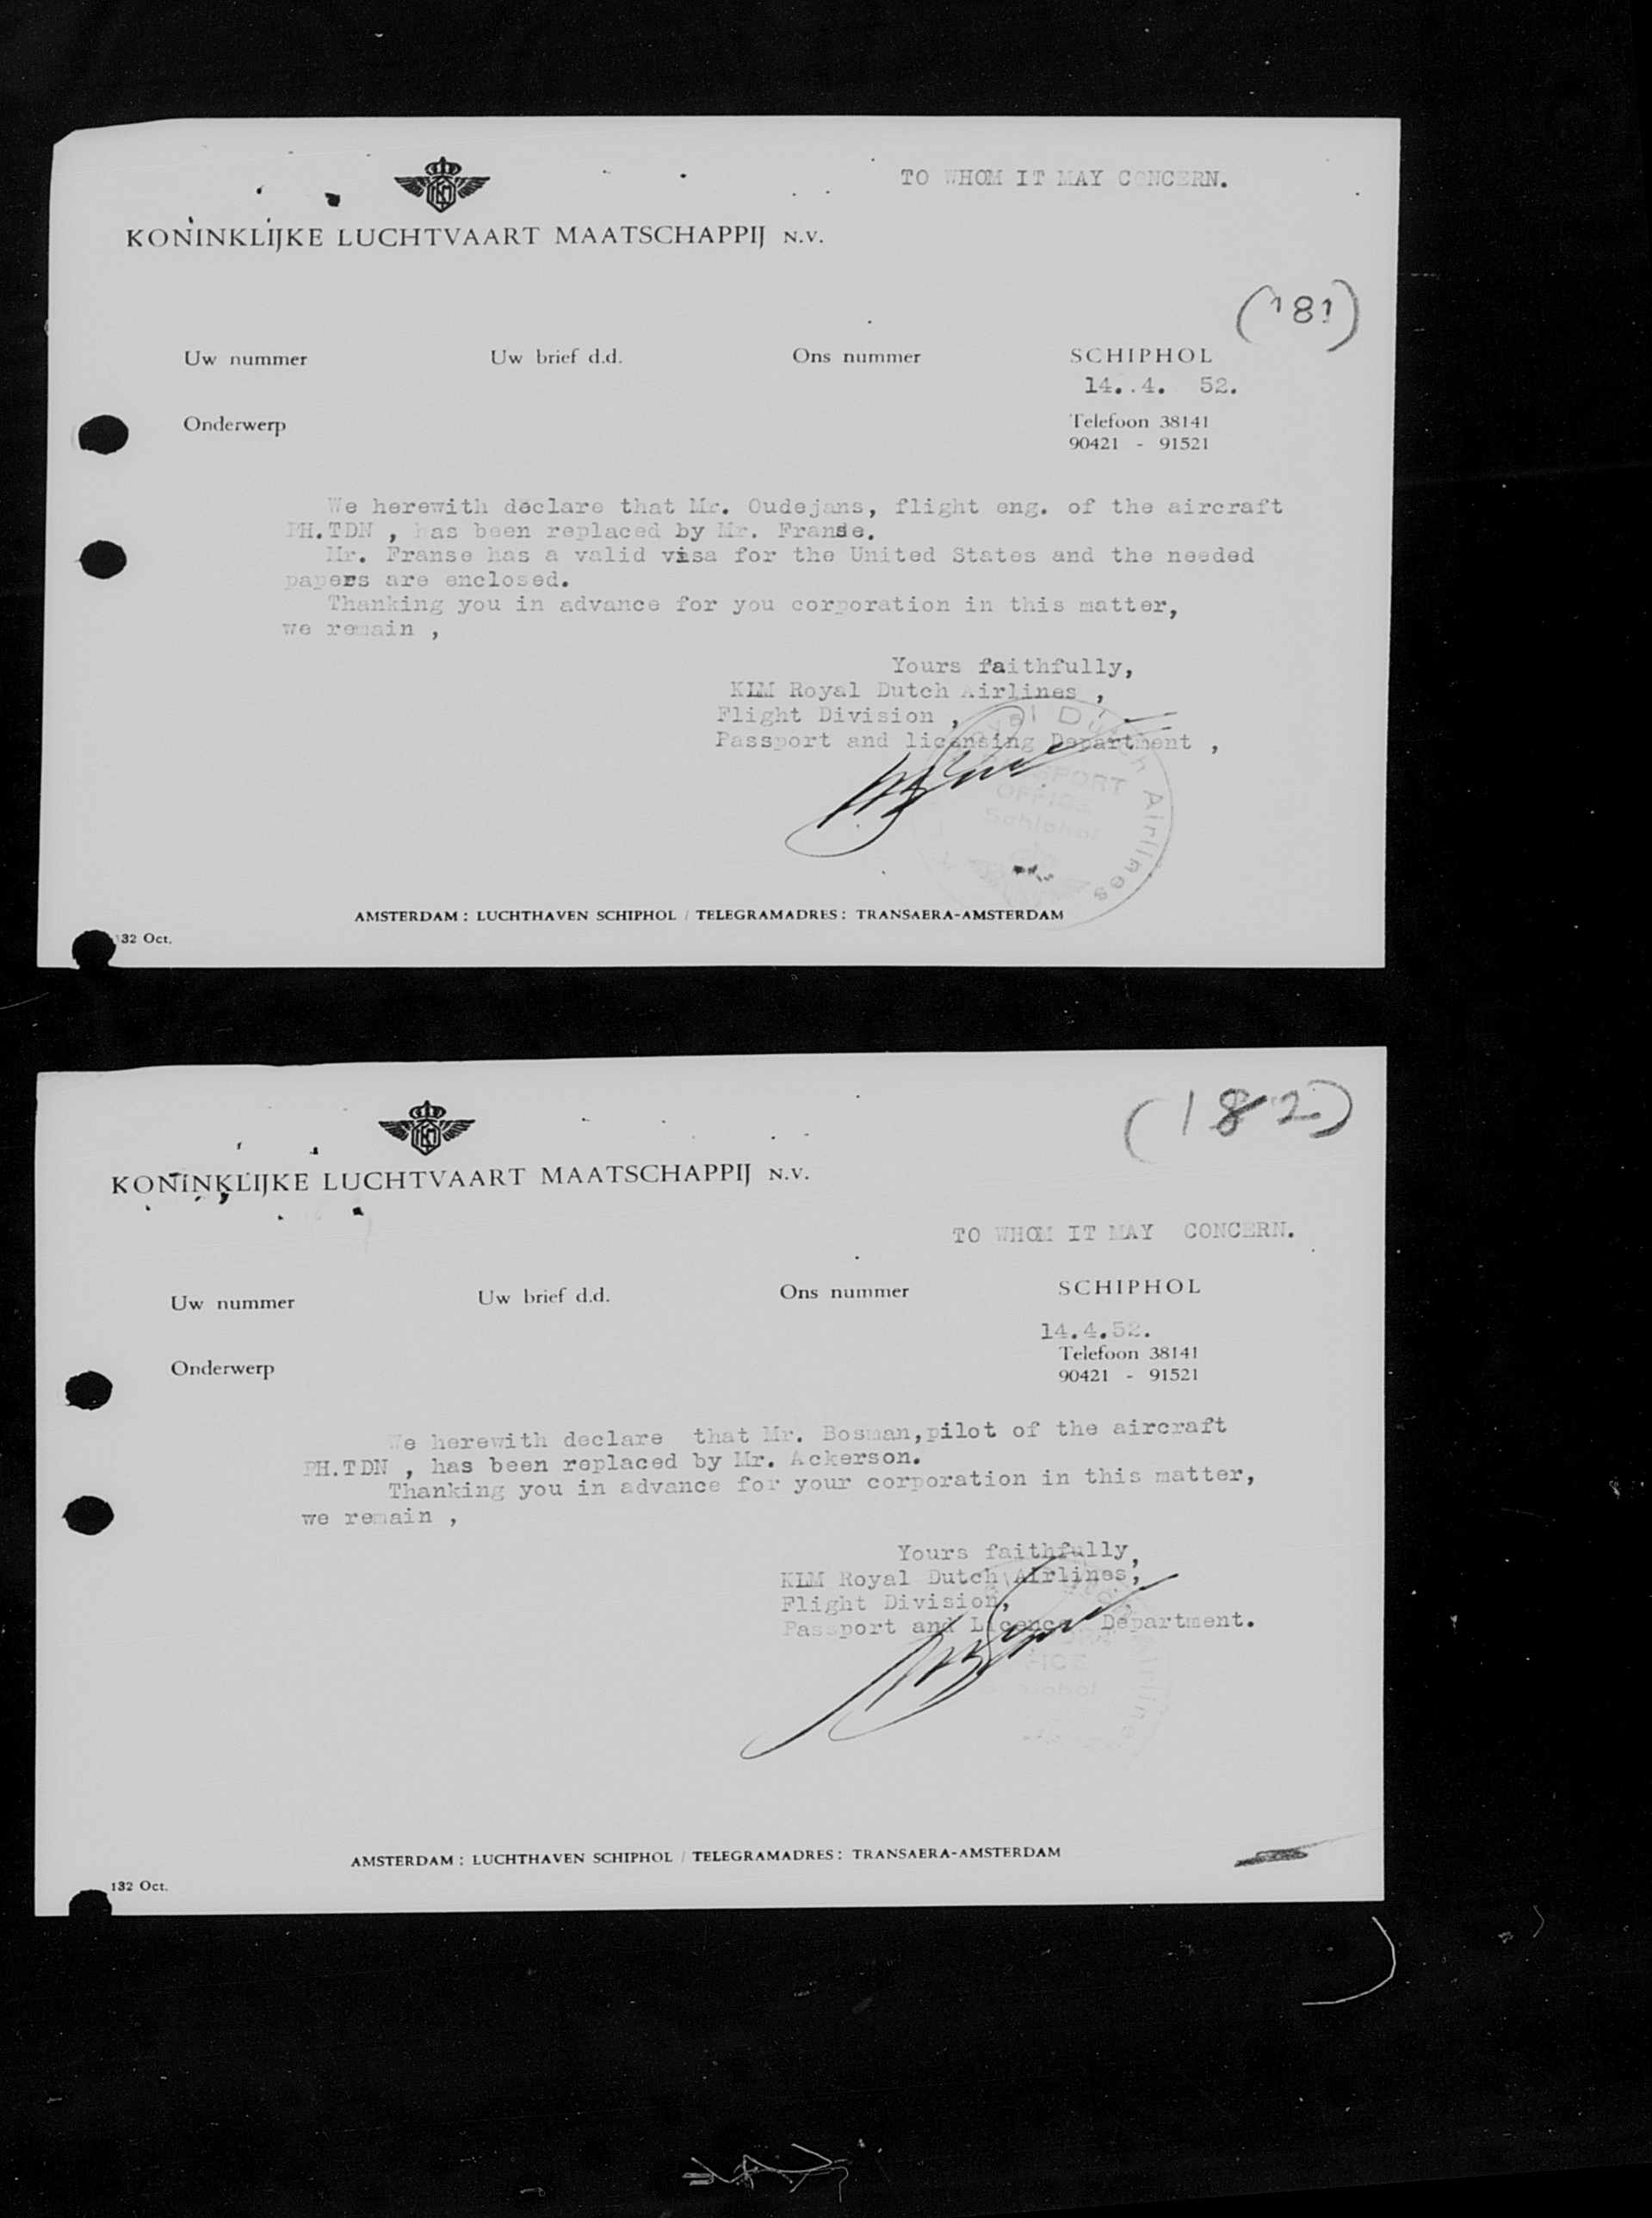 TO WHOM IT MAY CONCERN.
KONINKLIJKE LUCHTVAART MAATSCHAPPIJ N.V.
(181)
Uw nummer Uw brief d.d. Ons nummer SCHIPHOL
14. .4. 52.
Onderwerp Telefoon 38141
90421 - 91521
We herewith declare that Mr. Oudejans, flight eng. of the aircraft
PH.TDN , has been replaced by Mr. Franse.
Mr. Franse has a valid visa for the United States and the needed
papers are enclosed.
Thanking you in advance for you corporation in this matter,
we remain ,
Yours faithfully,
KLM Royal Dutch Airlines ,
Flight Division ,
Passport and licensing Department ,
Royal Dutch Airlines
PASSPORT
OFFICE
Schiphol
AMSTERDAM : LUCHTHAVEN SCHIPHOL / TELEGRAMADRES : TRANSAERA-AMSTERDAM
132 Oct.
(182)
KONINKLIJKE LUCHTVAART MAATSCHAPPIJ N.V.
TO WHOM IT MAY CONCERN.
Uw nummer Uw brief d.d. Ons nummer SCHIPHOL
14.4.52.
Onderwerp Telefoon 38141
90421 - 91521
We herewith declare that Mr. Bosman,pilot of the aircraft
PH.TDN , has been replaced by Mr. Ackerson.
Thanking you in advance for your corporation in this matter,
we remain ,
Yours faithfully,
KLM Royal Dutch Airlines,
Flight Division,
Passport and Licence Department.
AMSTERDAM : LUCHTHAVEN SCHIPHOL / TELEGRAMADRES : TRANSAERA-AMSTERDAM
132 Oct.